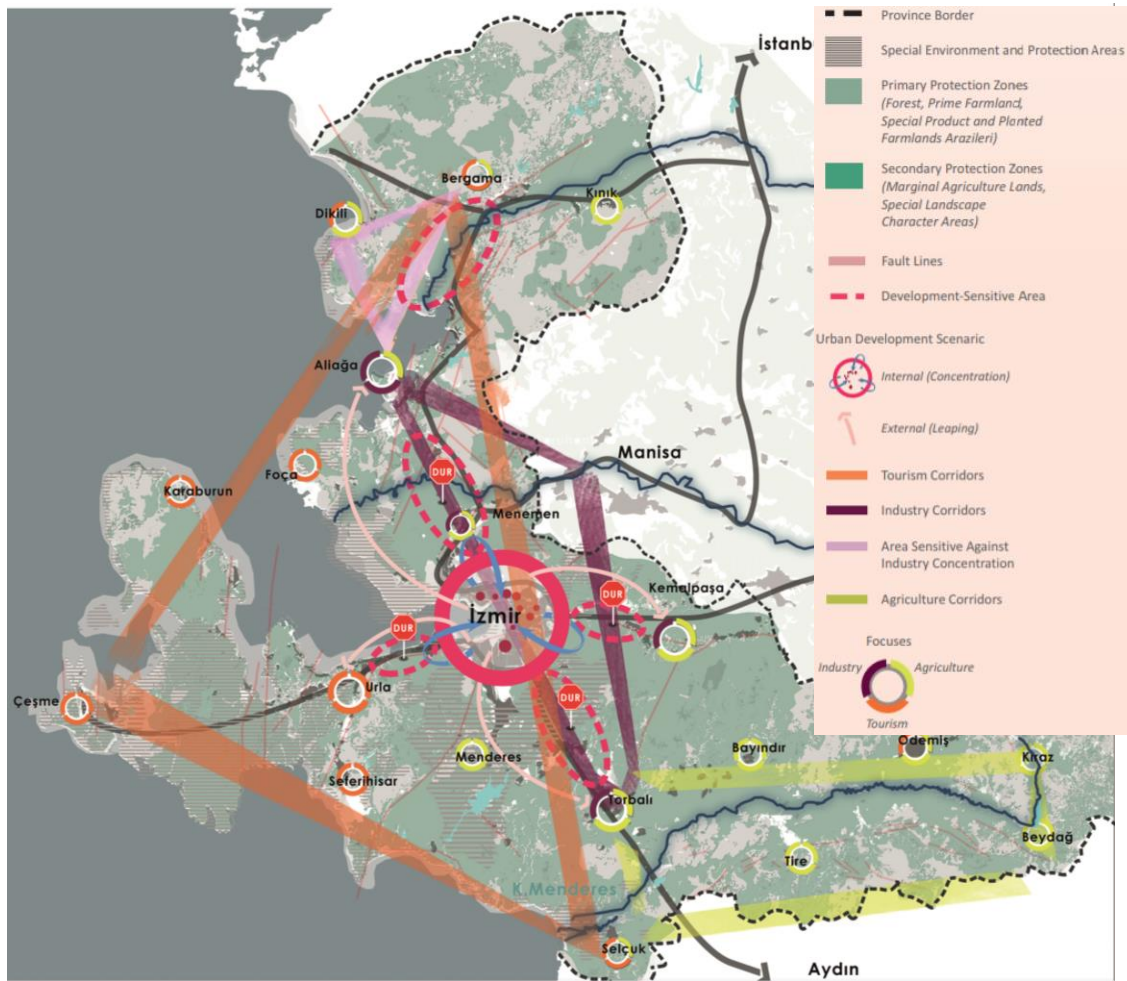 İstanb
Bergama
Dikili
Kınık
Aliağa
Manisa
Foça
Karaburun
DUR
Menemen
Kemalpaşa
DUR
İzmir
DUR
Urla
DUR
Çeşme
Menderes
Bayındır
Ödemiş
Kiraz
Seferihisar
Torbalı
Beydağ
Tire
K.Menderes
Selçuk
Aydın
Province Border
Special Environment and Protection Areas
Primary Protection Zones
(Forest, Prime Farmland,
Special Product and Planted
Farmlands Arazileri)
Secondary Protection Zones
(Marginal Agriculture Lands,
Special Landscape
Character Areas)
Fault Lines
Development-Sensitive Area
Urban Development Scenaric
Internal (Concentration)
External (Leaping)
Tourism Corridors
Industry Corridors
Area Sensitive Against
Industry Concentration
Agriculture Corridors
Focuses
Industry
Agriculture
Tourism